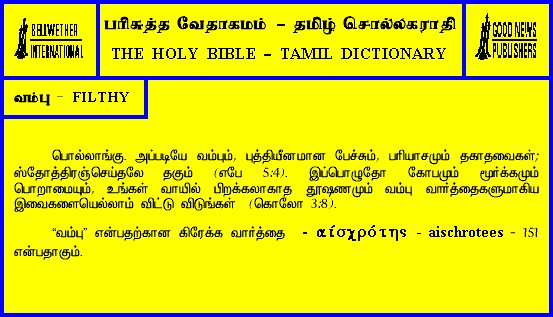 BELLWETHER
INTERNATIONAL
பரிசுத்த வேதாகமம் – தமிழ் சொல்லகராதி
THE HOLY BIBLE – TAMIL DICTIONARY
GOOD NEWS
PUBLISHERS
வம்பு – FILTHY
பொல்லாங்கு. அப்படியே வம்பும், புத்தியீனமான பேச்சும், பரியாசமும் தகாதவைகள்;
ஸ்தோத்திரஞ்செய்தலே தகும் (எபே 5:4). இப்பொழுதோ கோபமும் மூர்க்கமும்
பொறாமையும், உங்கள் வாயில் பிறக்கலாகாத தூஷணமும் வம்பு வார்த்தைகளுமாகிய
இவைகளையெல்லாம் விட்டு விடுங்கள் (கொலோ 3:8).
“வம்பு” என்பதற்கான கிரேக்க வார்த்தை - αίσχρότης - aischrotees - 151
என்பதாகும்.